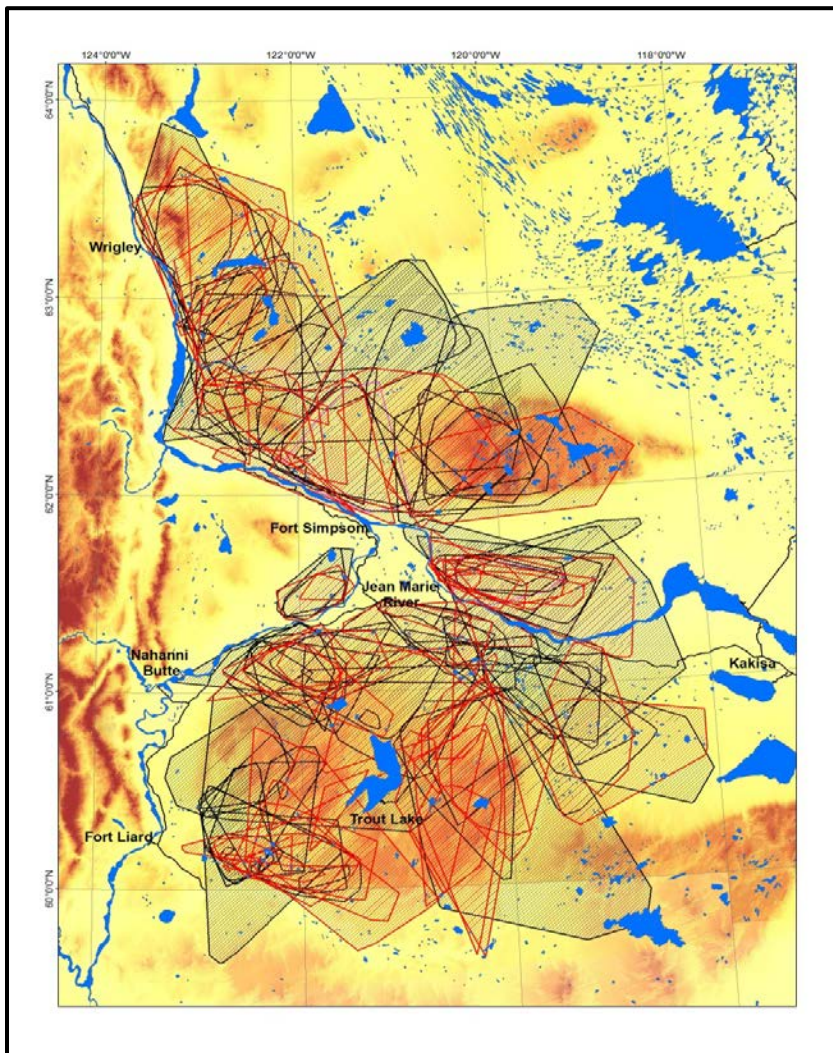 124°0'0"W
122°0'0"W
120°0'0"W
118°0'0"W
64°0'0"N
Wrigley
63°0'0"N
62°0'0"N
Fort Simpsom
Jean Marie
River
Nahanni
Butte
Kakisa
61°0'0"N
Trout Lake
Fort Liard
60°0'0"N